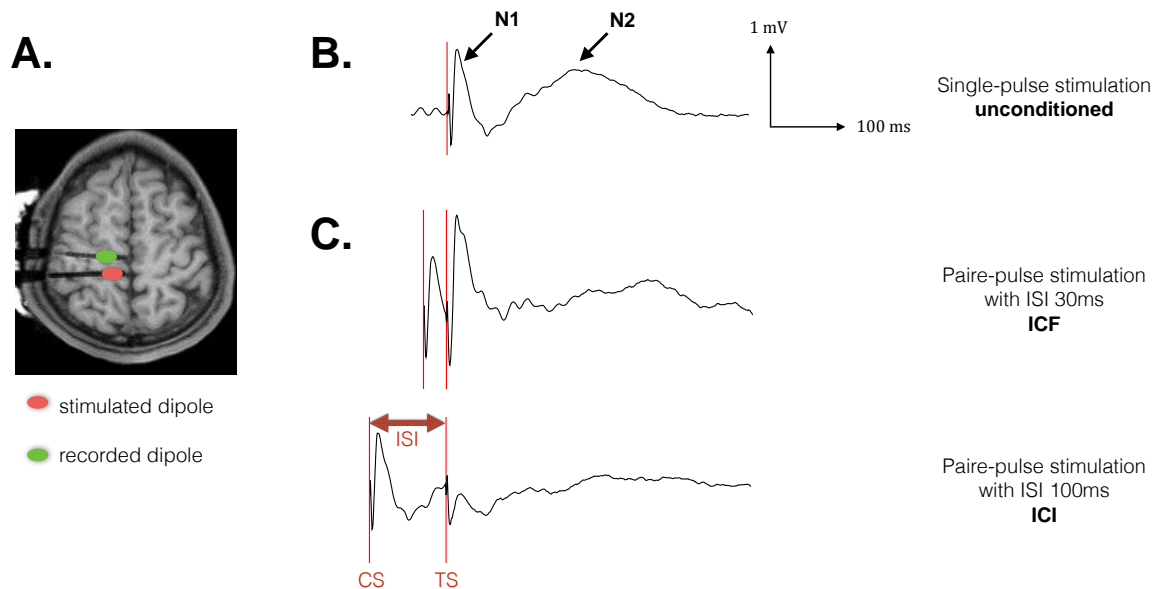 A.
stimulated dipole
recorded dipole
B.
N1
N2
1 mV
100 ms
Single-pulse stimulation
unconditioned
C.
Paire-pulse stimulation
with ISI 30ms
ICF
ISI
CS
TS
Paire-pulse stimulation
with ISI 100ms
ICI